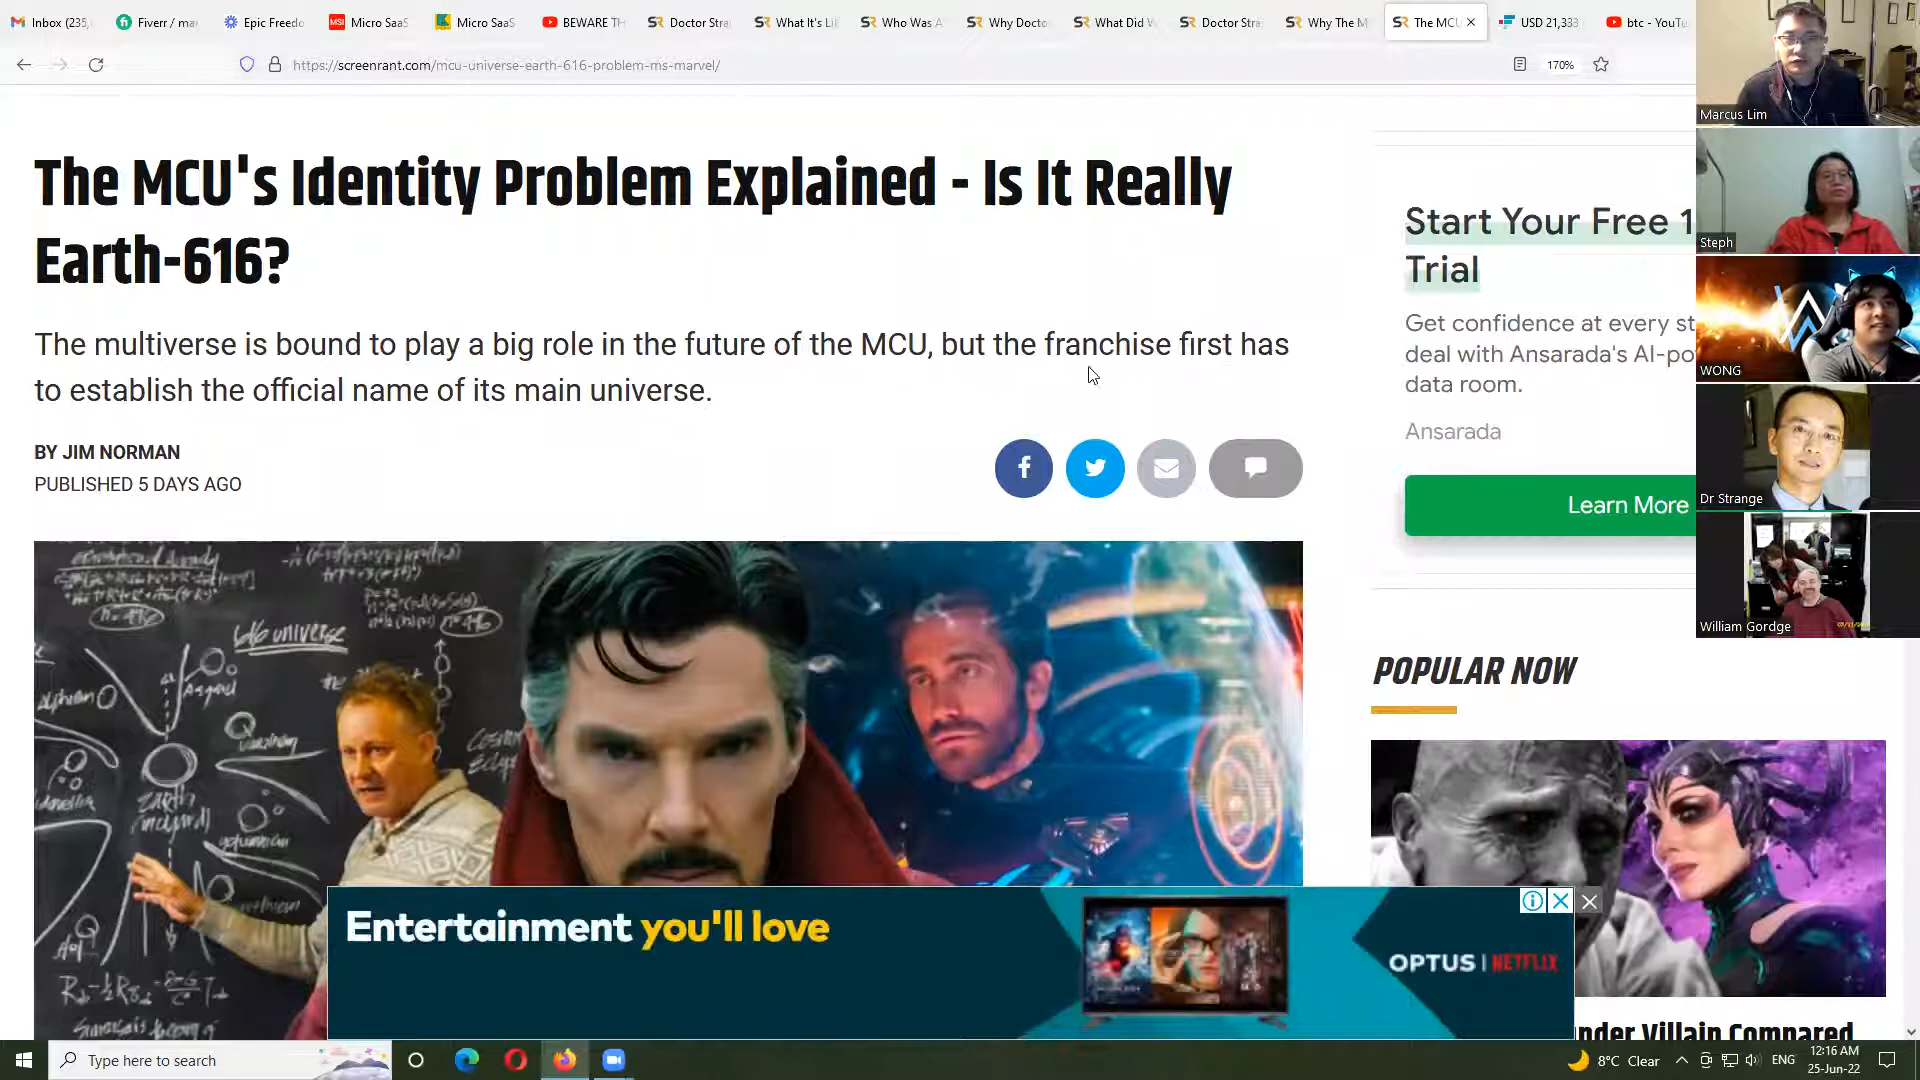 Inbox (235,
Fiverr / ma
Epic Freedo
Micro SaaS
Micro SaaS
BEWARE TH
Doctor Stra
What It's Li
Who Was A
Why Docto
What Did W
Doctor Stra
Why The M
The MCU
USD 21,333
btc - YouTu
https://screenrant.com/mcu-universe-earth-616-problem-ms-marvel/
170%
The MCU's Identity Problem Explained - Is It Really
Earth-616?
The multiverse is bound to play a big role in the future of the MCU, but the franchise first has
to establish the official name of its main universe.
BY JIM NORMAN
PUBLISHED 5 DAYS AGO
616 universe
Asgard
Start Your Free 1
Trial
Get confidence at every st
deal with Ansarada's AI-po
data room.
Ansarada
Learn More
POPULAR NOW
nder Villain Compared
Entertainment you'll love
OPTUS | NETFLIX
Marcus Lim
Steph
WONG
Dr Strange
William Gordge
Type here to search
8°C Clear
ENG
12:16 AM
25-Jun-22